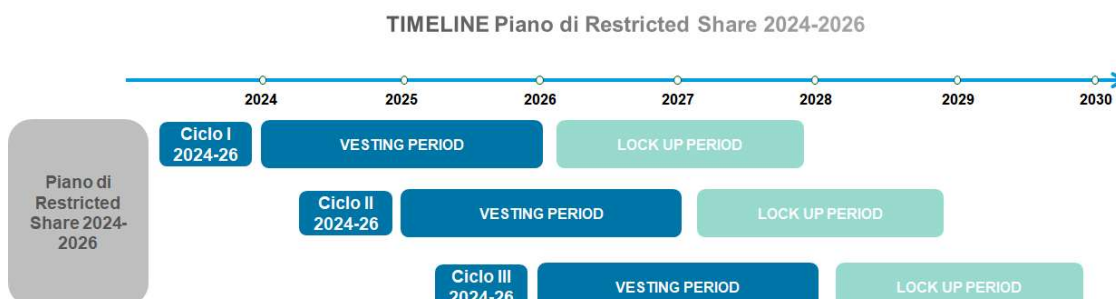 TIMELINE Piano di Restricted Share 2024-2026
2024 2025 2026 2027 2028 2029 2030
Ciclo I
2024-26
VESTING PERIOD
LOCK UP PERIOD
Piano di
Restricted
Share 2024-
2026
Ciclo II
2024-26
VESTING PERIOD
LOCK UP PERIOD
Ciclo III
2024-26
VESTING PERIOD
LOCK UP PERIOD